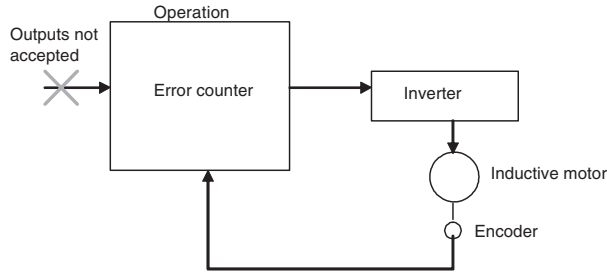 Operation
Outputs not
accepted
Error counter
Inverter
Inductive motor
Encoder